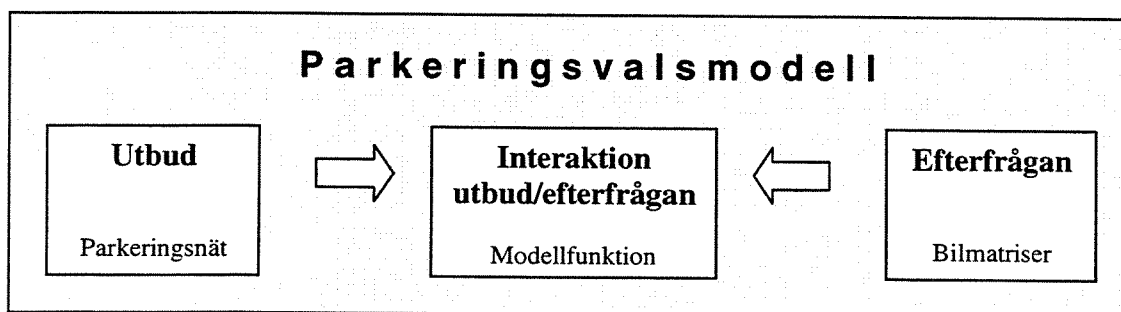 Parkeringsvalsmodell
Utbud
Parkeringsnät
Interaktion
utbud/efterfrågan
Modellfunktion
Efterfrågan
Bilmatriser